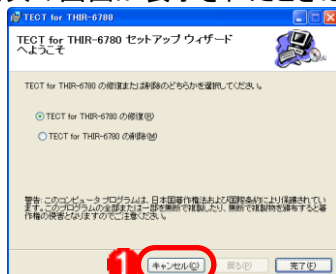 TECT for THIR-6780
TECT for THIR-6780 セットアップ ウィザード
へようこそ
TECT for THIR-6780 の修復または削除のどちらかを選択してください。
TECT for THIR-6780 の修復(R)
TECT for THIR-6780 の削除(M)
警告: このコンピュータ プログラムは、日本国著作権法および国際条約により保護されてい
ます。このプログラムの全部または一部を無断で複製したり、無断で複製物を頒布すると著
作権の侵害となりますのでご注意ください。
1
キャンセル(C) 戻る(P) 完了(F)